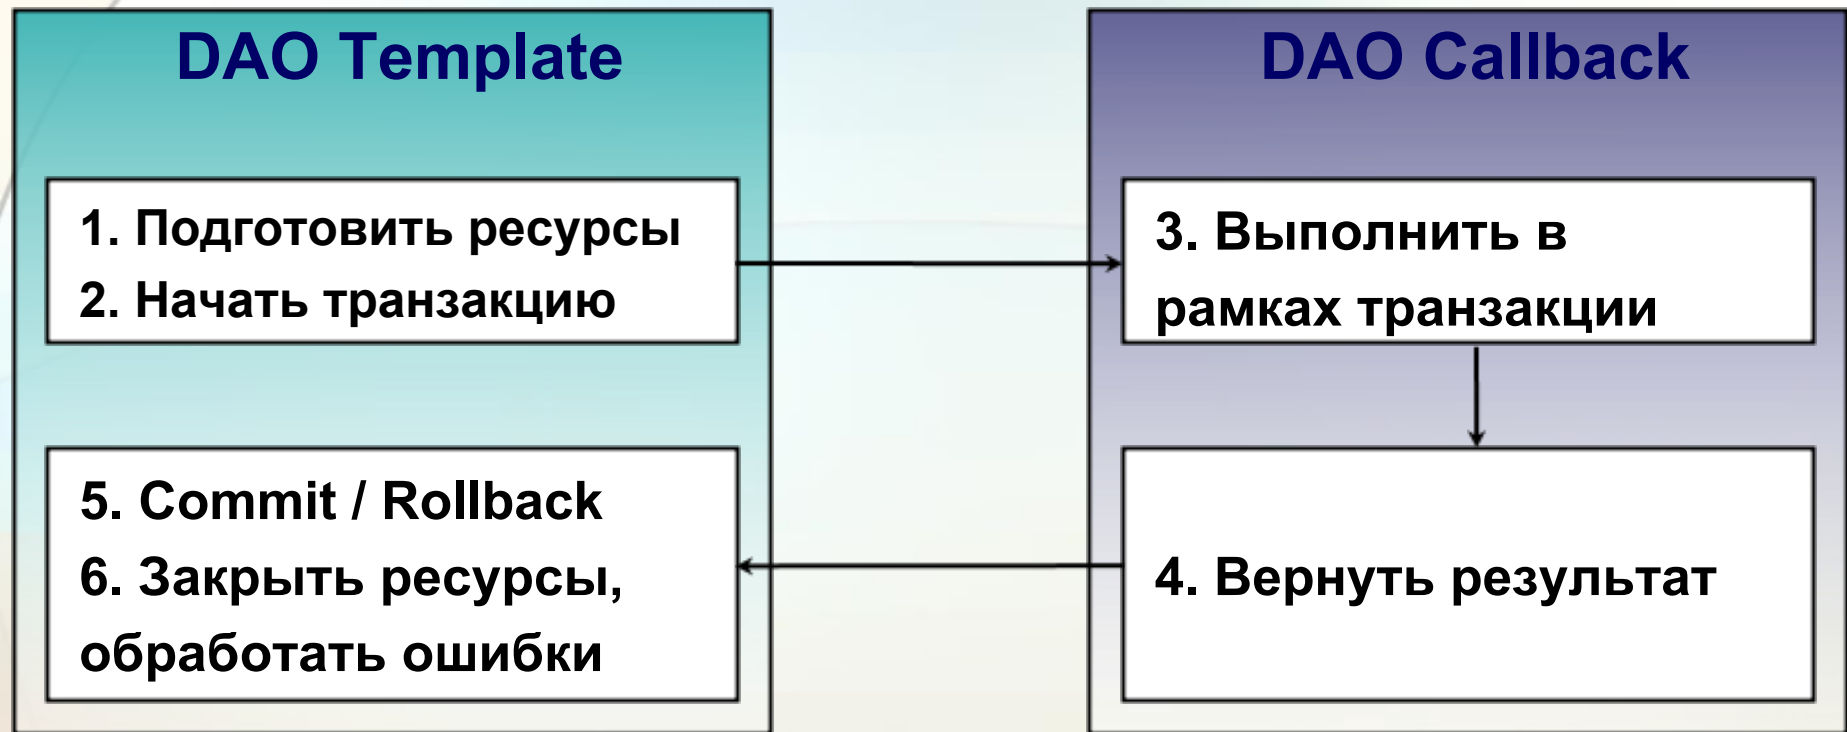 DAO Template
1. Подготовить ресурсы
2. Начать транзакцию
5. Commit / Rollback
6. Закрыть ресурсы,
обработать ошибки
DAO Callback
3. Выполнить в
рамках транзакции
4. Вернуть результат